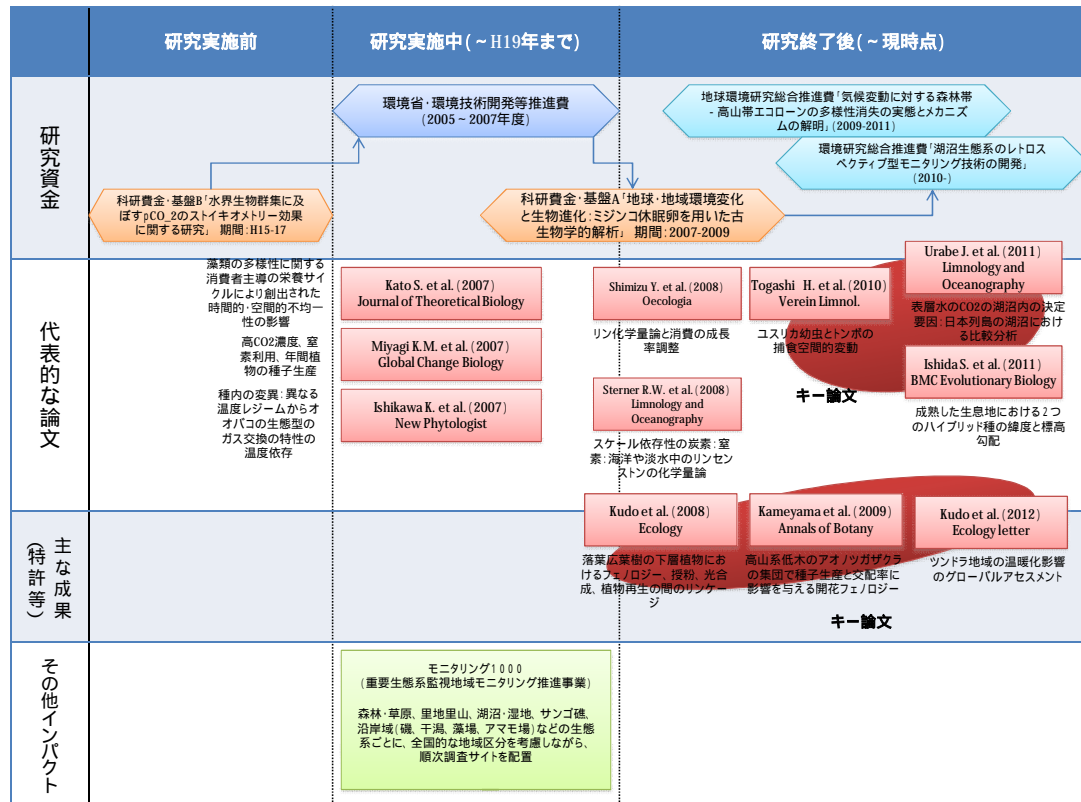 研究実施前
研究実施中(~H19年まで)
研究終了後(~現時点)
研究資金
環境省・環境技術開発等推進費
(2005~2007年度)
地球環境研究総合推進費「気候変動に対する森林帯
- 高山帯エコローンの多様性消失の実態とメカニズ
ムの解明」(2009-2011)
環境研究総合推進費「湖沼生態系のレトロス
ペクティブ型モニタリング技術の開発」
(2010-)
科研費金・基盤B「水界生物群集に及
ぼすpCO_2のストイキオメトリー効果
に関する研究」 期間:H15-17
科研費金・基盤A「地球・地域環境変化
と生物進化:ミジンコ休眠卵を用いた古
生物学的解析」 期間:2007-2009
代表的な論文
藻類の多様性に関する
消費者主導の栄養サイ
クルにより創出された
時間的・空間的不均一
性の影響
Kato S. et al. (2007)
Journal of Theoretical Biology
高CO2濃度、窒
素利用、年間植
物の種子生産
Miyagi K.M. et al. (2007)
Global Change Biology
種内の変異:異なる
温度レジームからオ
オバコの生態型の
ガス交換の特性の
温度依存
Ishikawa K. et al. (2007)
New Phytologist
Shimizu Y. et al. (2008)
Oecologia
リン化学量論と消費の成長
率調整
Sterner R.W. et al. (2008)
Limnology and
Oceanography
スケール依存性の炭素:窒
素:海洋や淡水中のリンセ
ンストンの化学量論
Togashi H. et al. (2010)
Verein Limnol.
ユスリカ幼虫とトンボの
捕食空間的変動
Urabe J. et al. (2011)
Limnology and
Oceanography
表層水のCO2の湖沼内の決定
要因:日本列島の湖沼におけ
る比較分析
Ishida S. et al. (2011)
BMC Evolutionary Biology
成熟した生息地における2つ
のハイブリッド種の緯度と標高
勾配
キー論文
主な成果
(特許等)
Kudo et al. (2008)
Ecology
落葉広葉樹の下層植物にお
けるフェノロジー、授粉、光合
成、植物再生の間のリンケー
ジ
Kameyama et al. (2009)
Annals of Botany
高山系低木のアオノツガザクラ
の集団で種子生産と交配率に
影響を与える開花フェノロジー
Kudo et al. (2012)
Ecology letter
ツンドラ地域の温暖化影響
のグローバルアセスメント
キー論文
その他インパクト
モニタリング1000
(重要生態系監視地域モニタリング推進事業)
森林・草原、里地里山、湖沼・湿地、サンゴ礁、
沿岸域(磯、干潟、藻場、アマモ場)などの生態
系ごとに、全国的な地域区分を考慮しながら、
順次調査サイトを配置